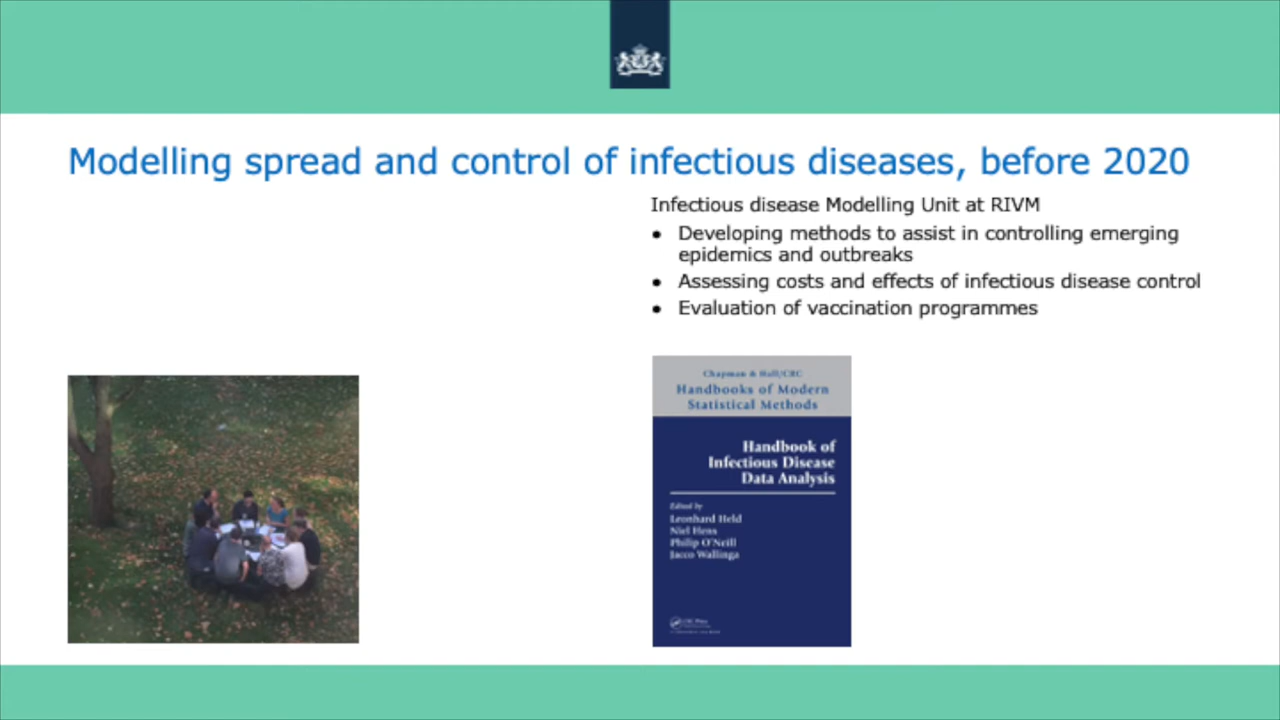 Modelling spread and control of infectious diseases, before 2020
Infectious disease Modelling Unit at RIVM
• Developing methods to assist in controlling emerging
epidemics and outbreaks
• Assessing costs and effects of infectious disease control
• Evaluation of vaccination programmes
Chapman & Hall/CRC
Handbooks of Modern
Statistical Methods
Handbook of
Infectious Disease
Data Analysis
Edited by
Leonhard Held
Niel Hens
Philip O'Neill
Jacco Wallinga
CRC Press